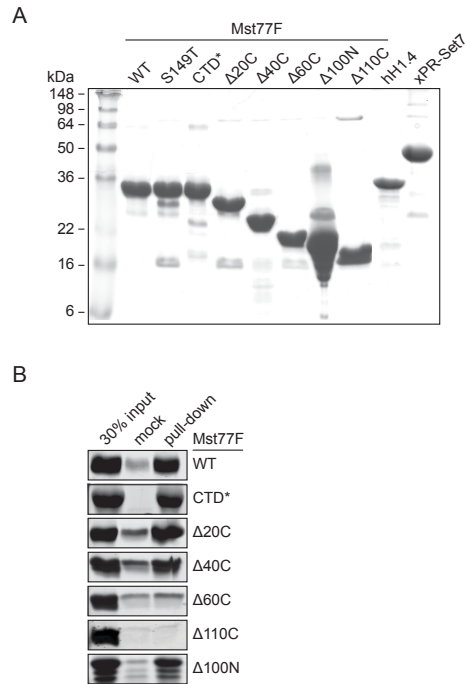 A
Mst77F
kDa
WT
S149T
CTD*
Δ20C
Δ40C
Δ60C
Δ100N
Δ110C
hH1.4
xPR-Set7
148
98
64
50
36
22
16
6
B
30% input
mock
pull-down
Mst77F
WT
CTD*
Δ20C
Δ40C
Δ60C
Δ110C
Δ100N